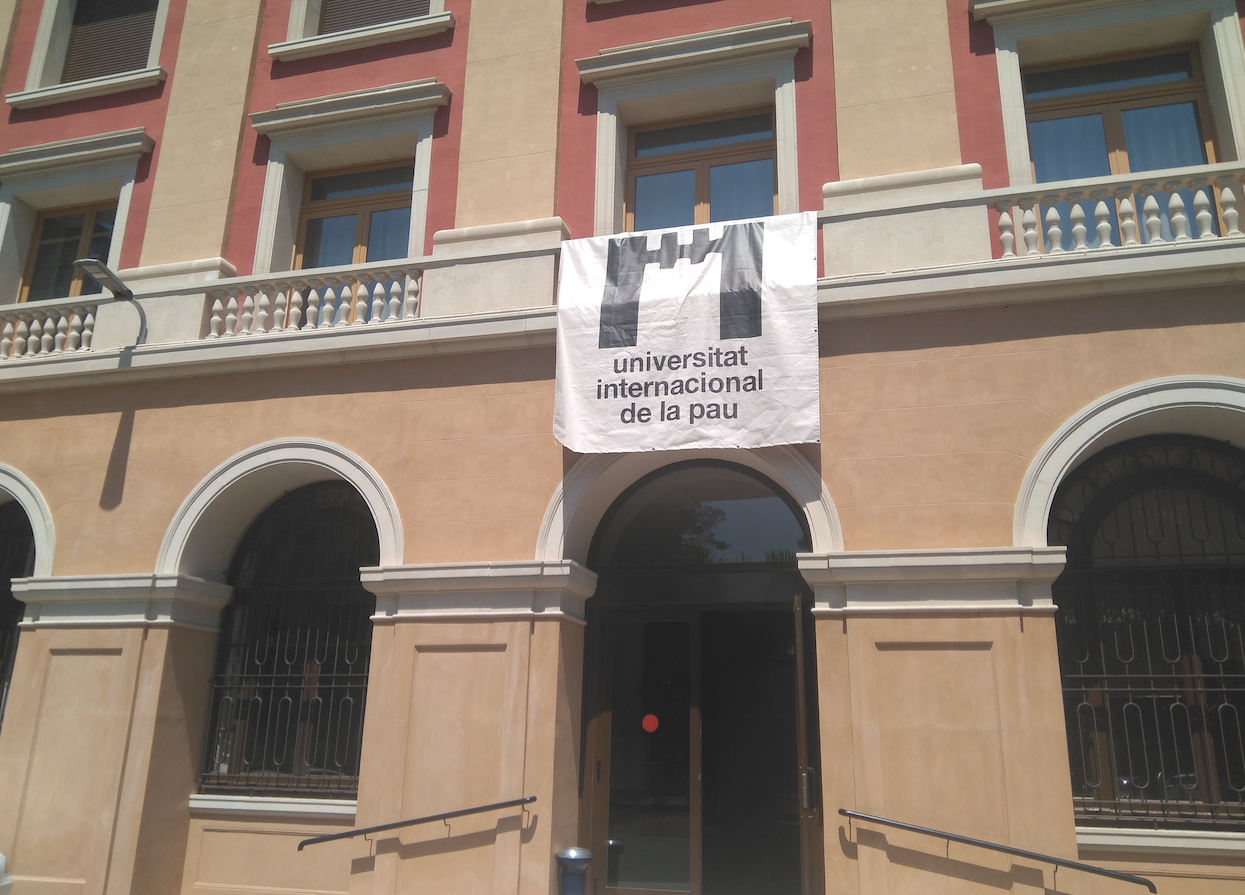 universitat
internacional
de la pau